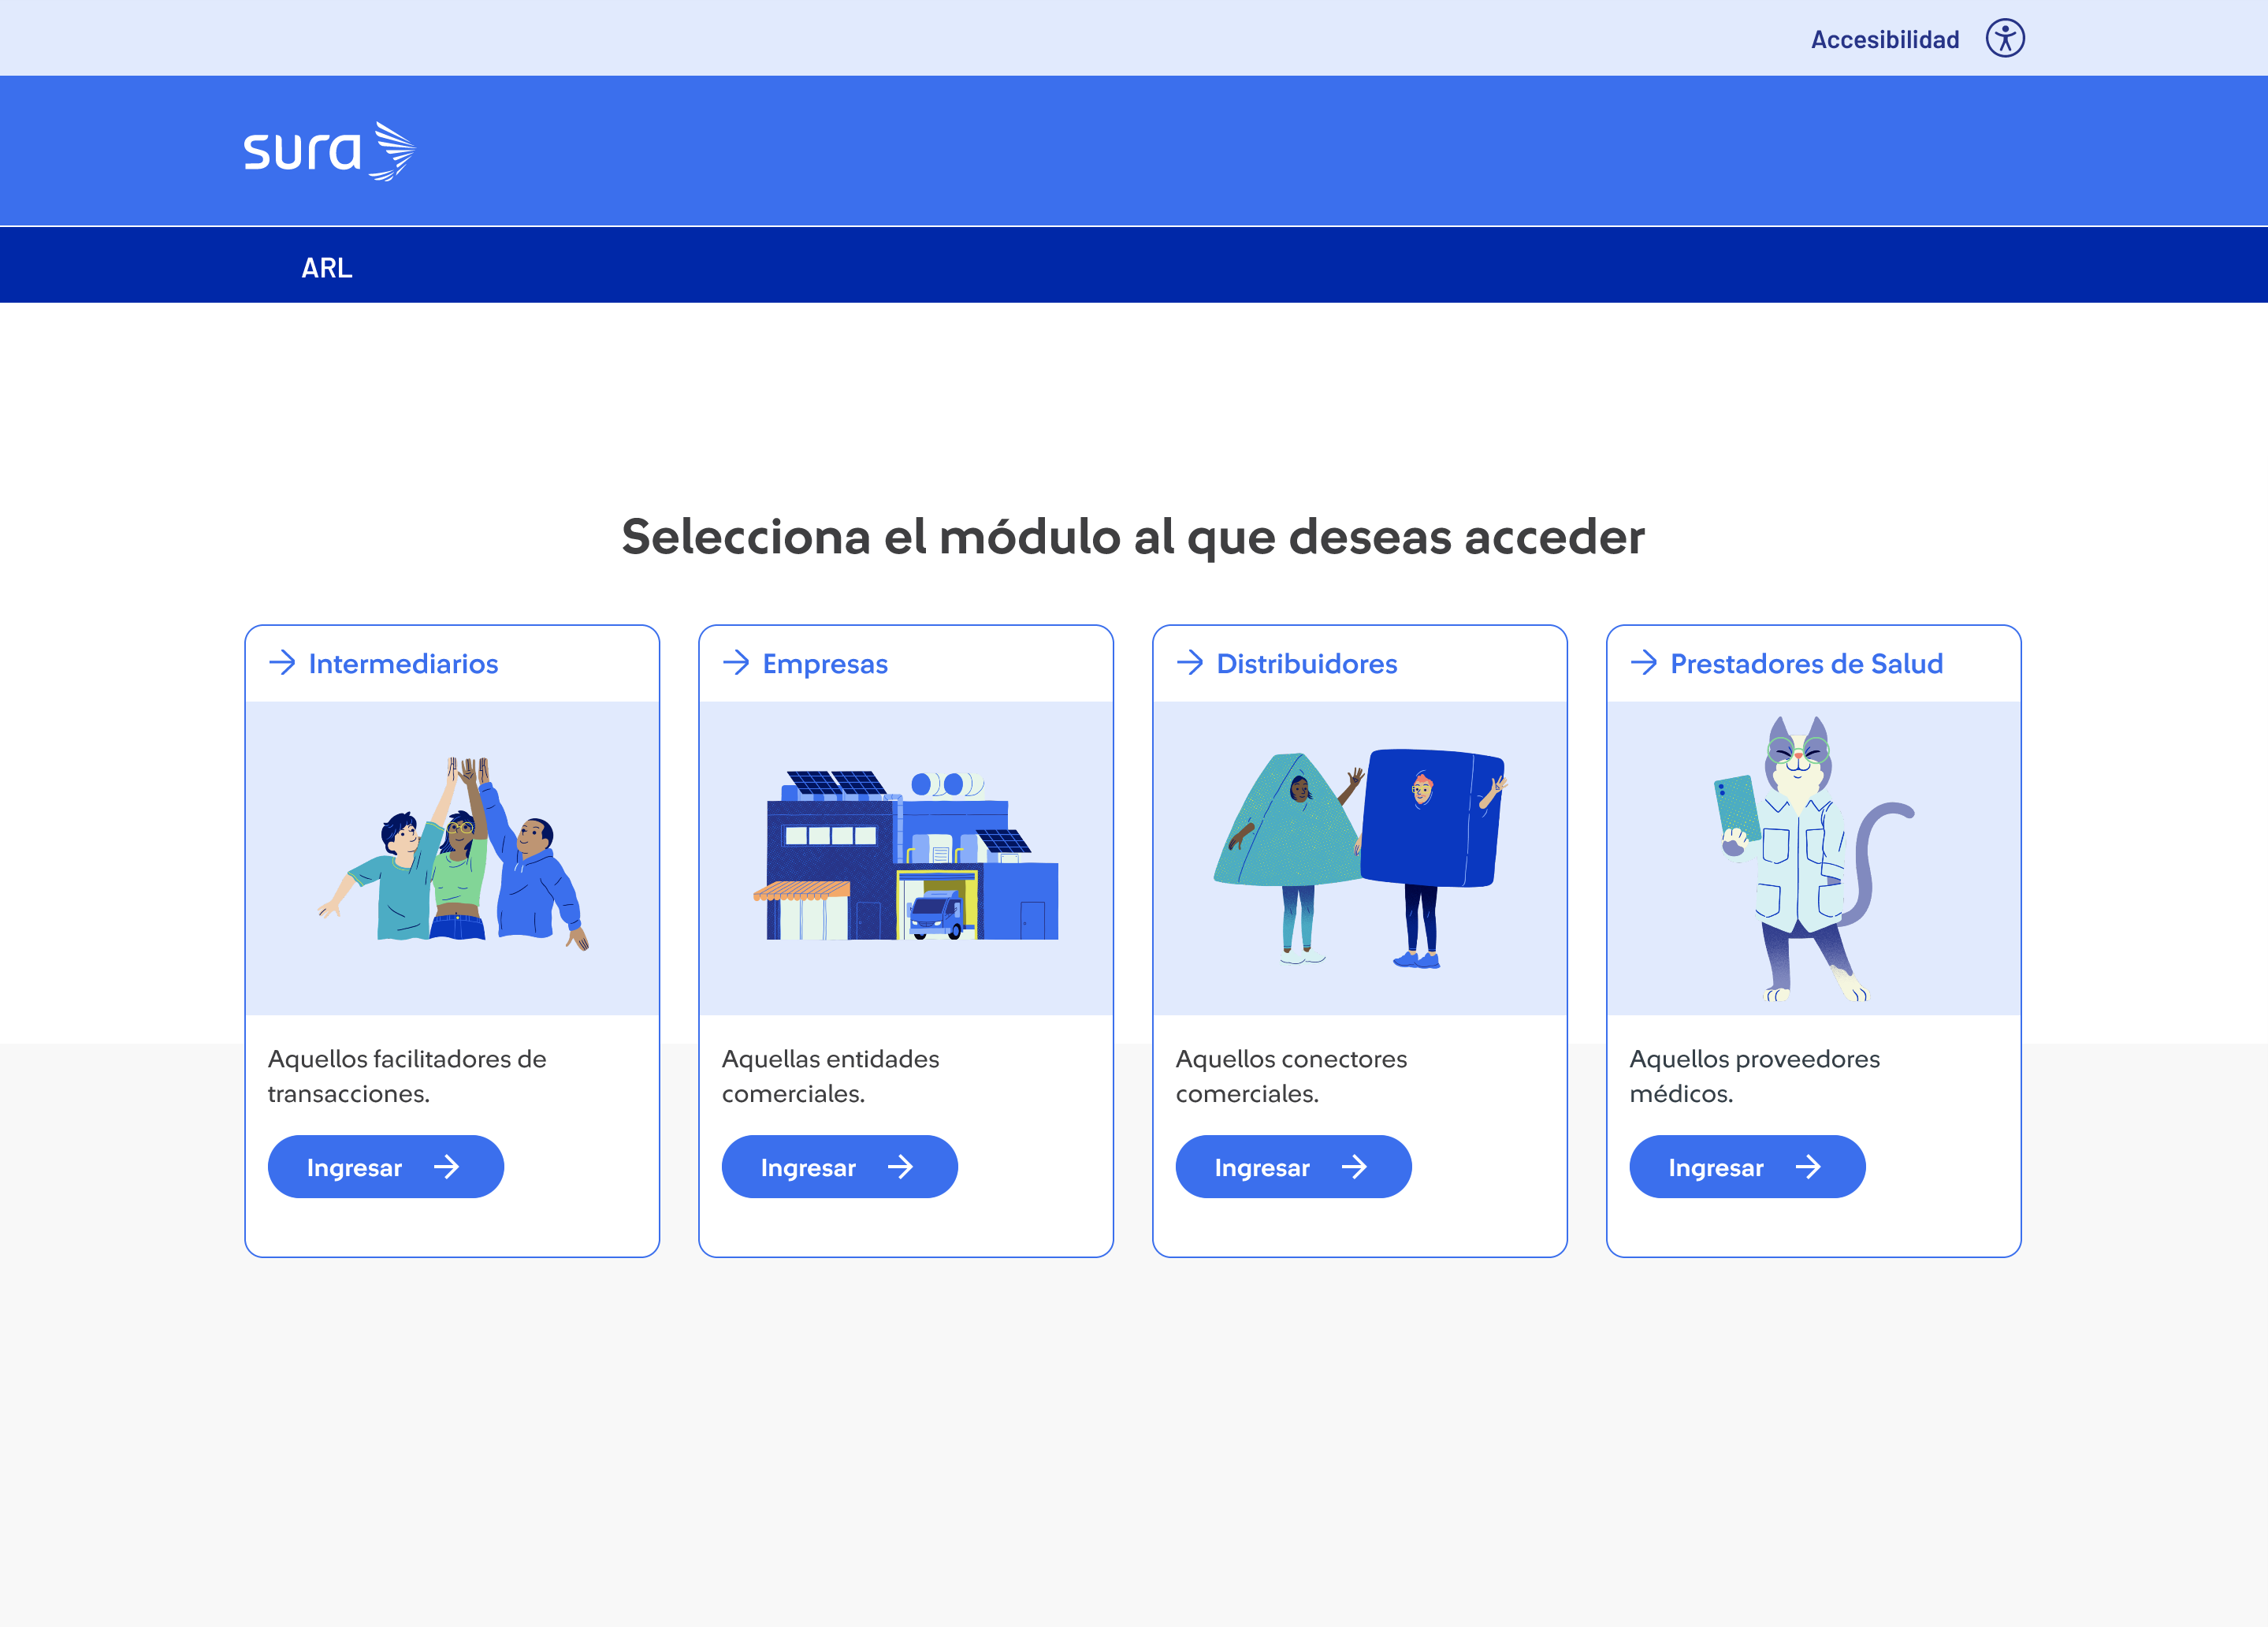 Accesibilidad
sura
ARL
Selecciona el módulo al que deseas acceder
Intermediarios
Aquellos facilitadores de
transacciones.
Ingresar
Empresas
Aquellas entidades
comerciales.
Ingresar
Distribuidores
Aquellos conectores
comerciales.
Ingresar
Prestadores de Salud
Aquellos proveedores
médicos.
Ingresar